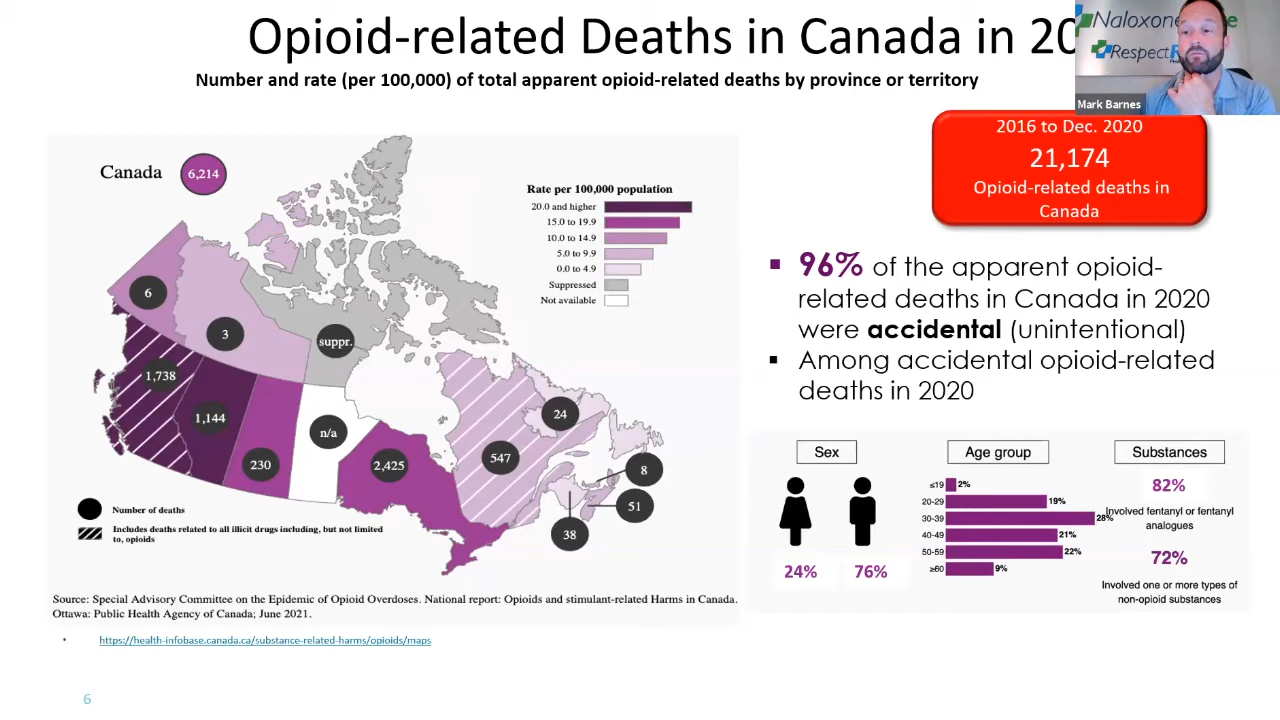 Opioid-related Deaths in Canada in 20
Number and rate (per 100,000) of total apparent opioid-related deaths by province or territory
Naloxone
Respect
Mark Barnes
2016 to Dec. 2020
21,174
Opioid-related deaths in
Canada
Canada 6,214
Rate per 100,000 population
20.0 and higher
15.0 to 19.9
10.0 to 14.9
5.0 to 9.9
0.0 to 4.9
Suppressed
Not available
6
3
suppr.
1,738
1,144
230
n/a
2,425
547
24
8
51
38
Number of deaths
Includes deaths related to all illicit drugs including, but not limited
to, opioids
Source: Special Advisory Committee on the Epidemic of Opioid Overdoses. National report: Opioids and stimulant-related Harms in Canada.
Ottawa: Public Health Agency of Canada; June 2021.
• https://health-infobase.canada.ca/substance-related-harms/opioids/maps
▪ 96% of the apparent opioid-
related deaths in Canada in 2020
were accidental (unintentional)
▪ Among accidental opioid-related
deaths in 2020
Sex
24% 76%
Age group
≤19 2%
20-29 19%
30-39 28%
40-49 21%
50-59 22%
≥60 9%
Substances
82%
Involved fentanyl or fentanyl
analogues
72%
Involved one or more types of
non-opioid substances
6